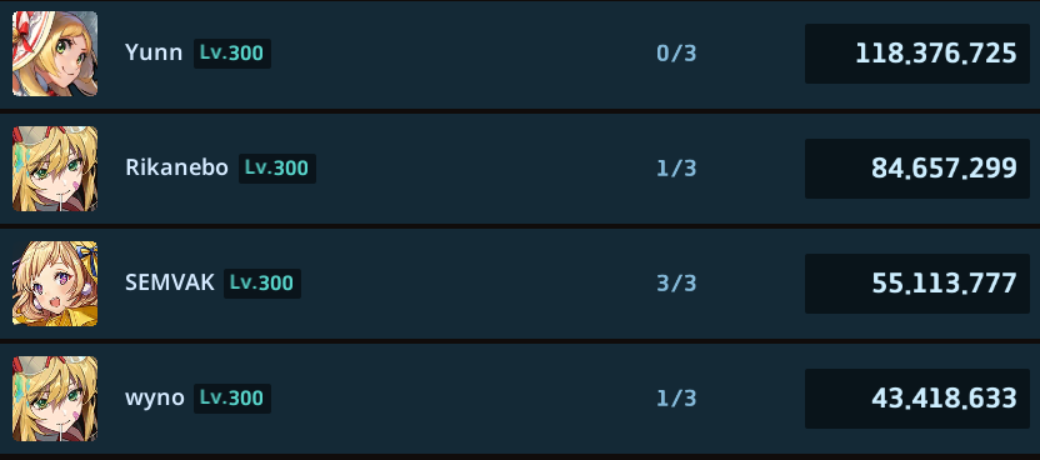 Yunn Lv.300 0/3 118,376,725
Rikanebo Lv.300 1/3 84,657,299
SEMVAK Lv.300 3/3 55,113,777
wyno Lv.300 1/3 43,418,633